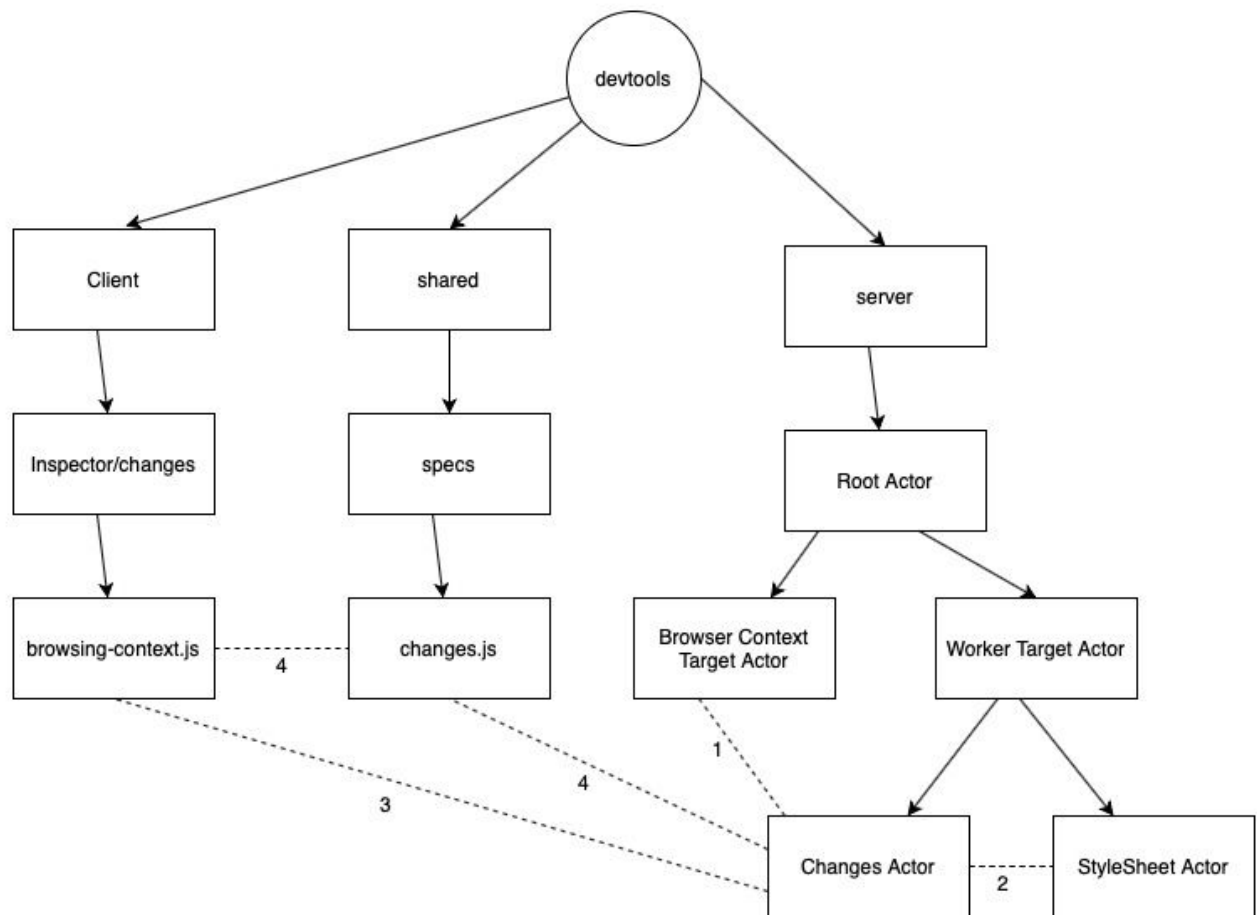 devtools
Client
shared
server
Inspector/changes
specs
Root Actor
browsing-context.js
4
changes.js
Browser Context
Target Actor
Worker Target Actor
1
4
3
Changes Actor
2
StyleSheet Actor